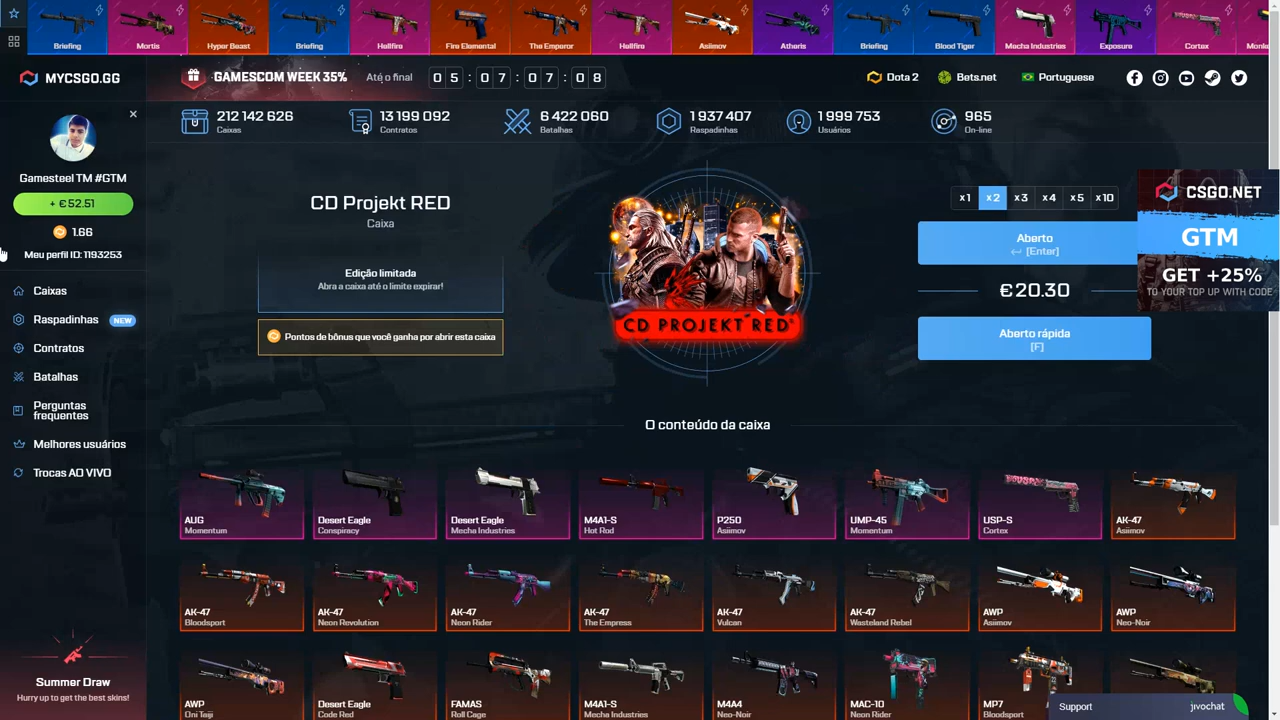 Briefing
Mortis
Hyper Beast
Briefing
Hellfire
Fire Elemental
The Emperor
Hellfire
Asiimov
Atheris
Briefing
Blood Tiger
Mecha Industries
Exposure
Cortex
MYCSGO.GG
GAMESCOM WEEK 35%
Até o final
05:07:07:08
Dota 2
Bets.net
Portuguese
212 142 626
Caixas
13 199 092
Contratos
6 422 060
Batalhas
1 937 407
Raspadinhas
1 999 753
Usuários
965
On-line
Gamesteel TM #GTM
+ €52.51
1.66
Meu perfil ID: 1183253
Caixas
Raspadinhas NEW
Contratos
Batalhas
Perguntas
frequentes
Melhores usuários
Trocas AO VIVO
Summer Draw
Hurry up to get the best skins!
CD Projekt RED
Caixa
Edição limitada
Abra a caixa até o limite expirar!
Pontos de bônus que você ganha por abrir esta caixa
CD PROJEKT RED
x1
x2
x3
x4
x5
x10
Aberto
[Enter]
€20.30
Aberto rápida
[F]
CSGO.NET
GTM
GET +25%
TO YOUR TOP UP WITH CODE
O conteúdo da caixa
AUG
Momentum
Desert Eagle
Conspiracy
Desert Eagle
Mecha Industries
M4A1-S
Hot Rod
P250
Asiimov
UMP-45
Momentum
USP-S
Cortex
AK-47
Asiimov
AK-47
Bloodsport
AK-47
Neon Revolution
AK-47
Neon Rider
AK-47
The Empress
AK-47
Vulcan
AK-47
Wasteland Rebel
AWP
Asiimov
AWP
Neo-Noir
AWP
Oni Taiji
Desert Eagle
Code Red
FAMAS
Roll Cage
M4A1-S
Mecha Industries
M4A4
Neo-Noir
MAC-10
Neon Rider
MP7
Bloodsport
Support
jivochat